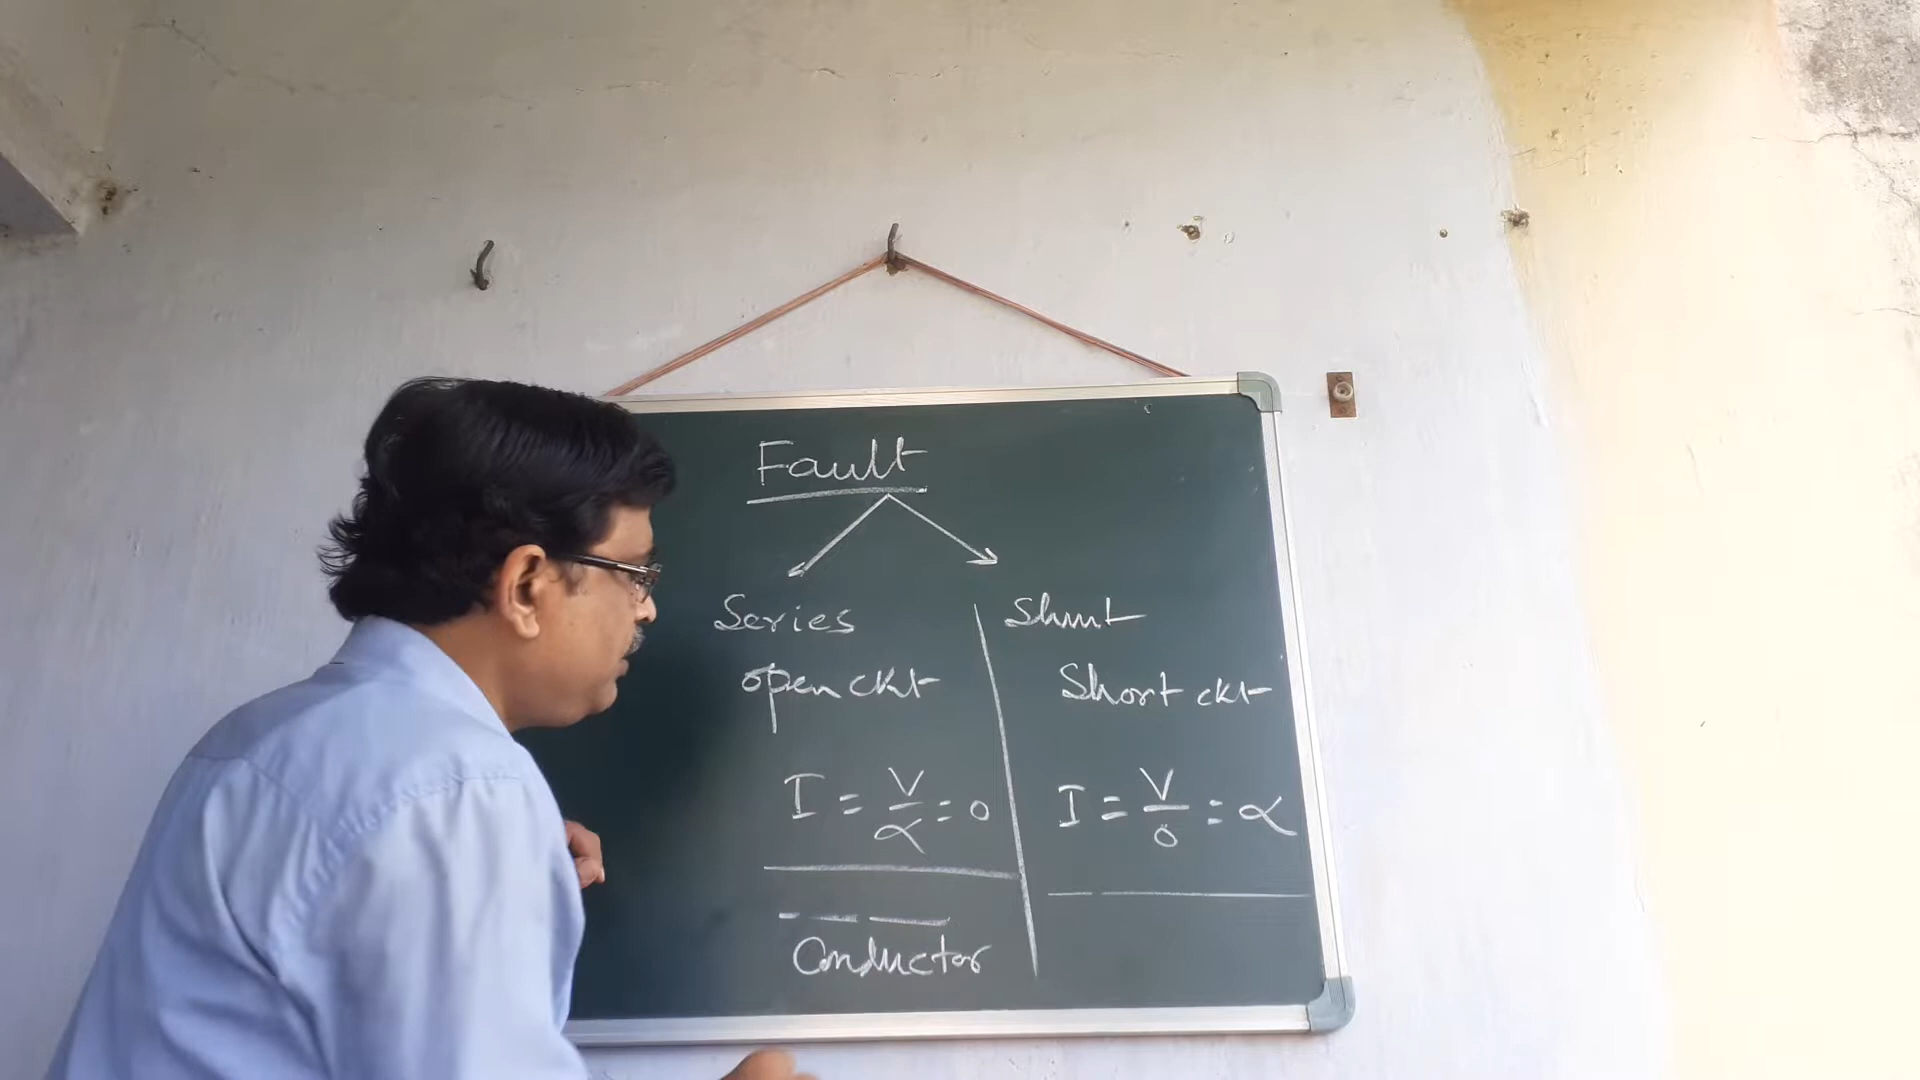 Fault
Series
Shunt
open ckt
Short ckt
I = V/α = 0
I = V/0 = α
Conductor